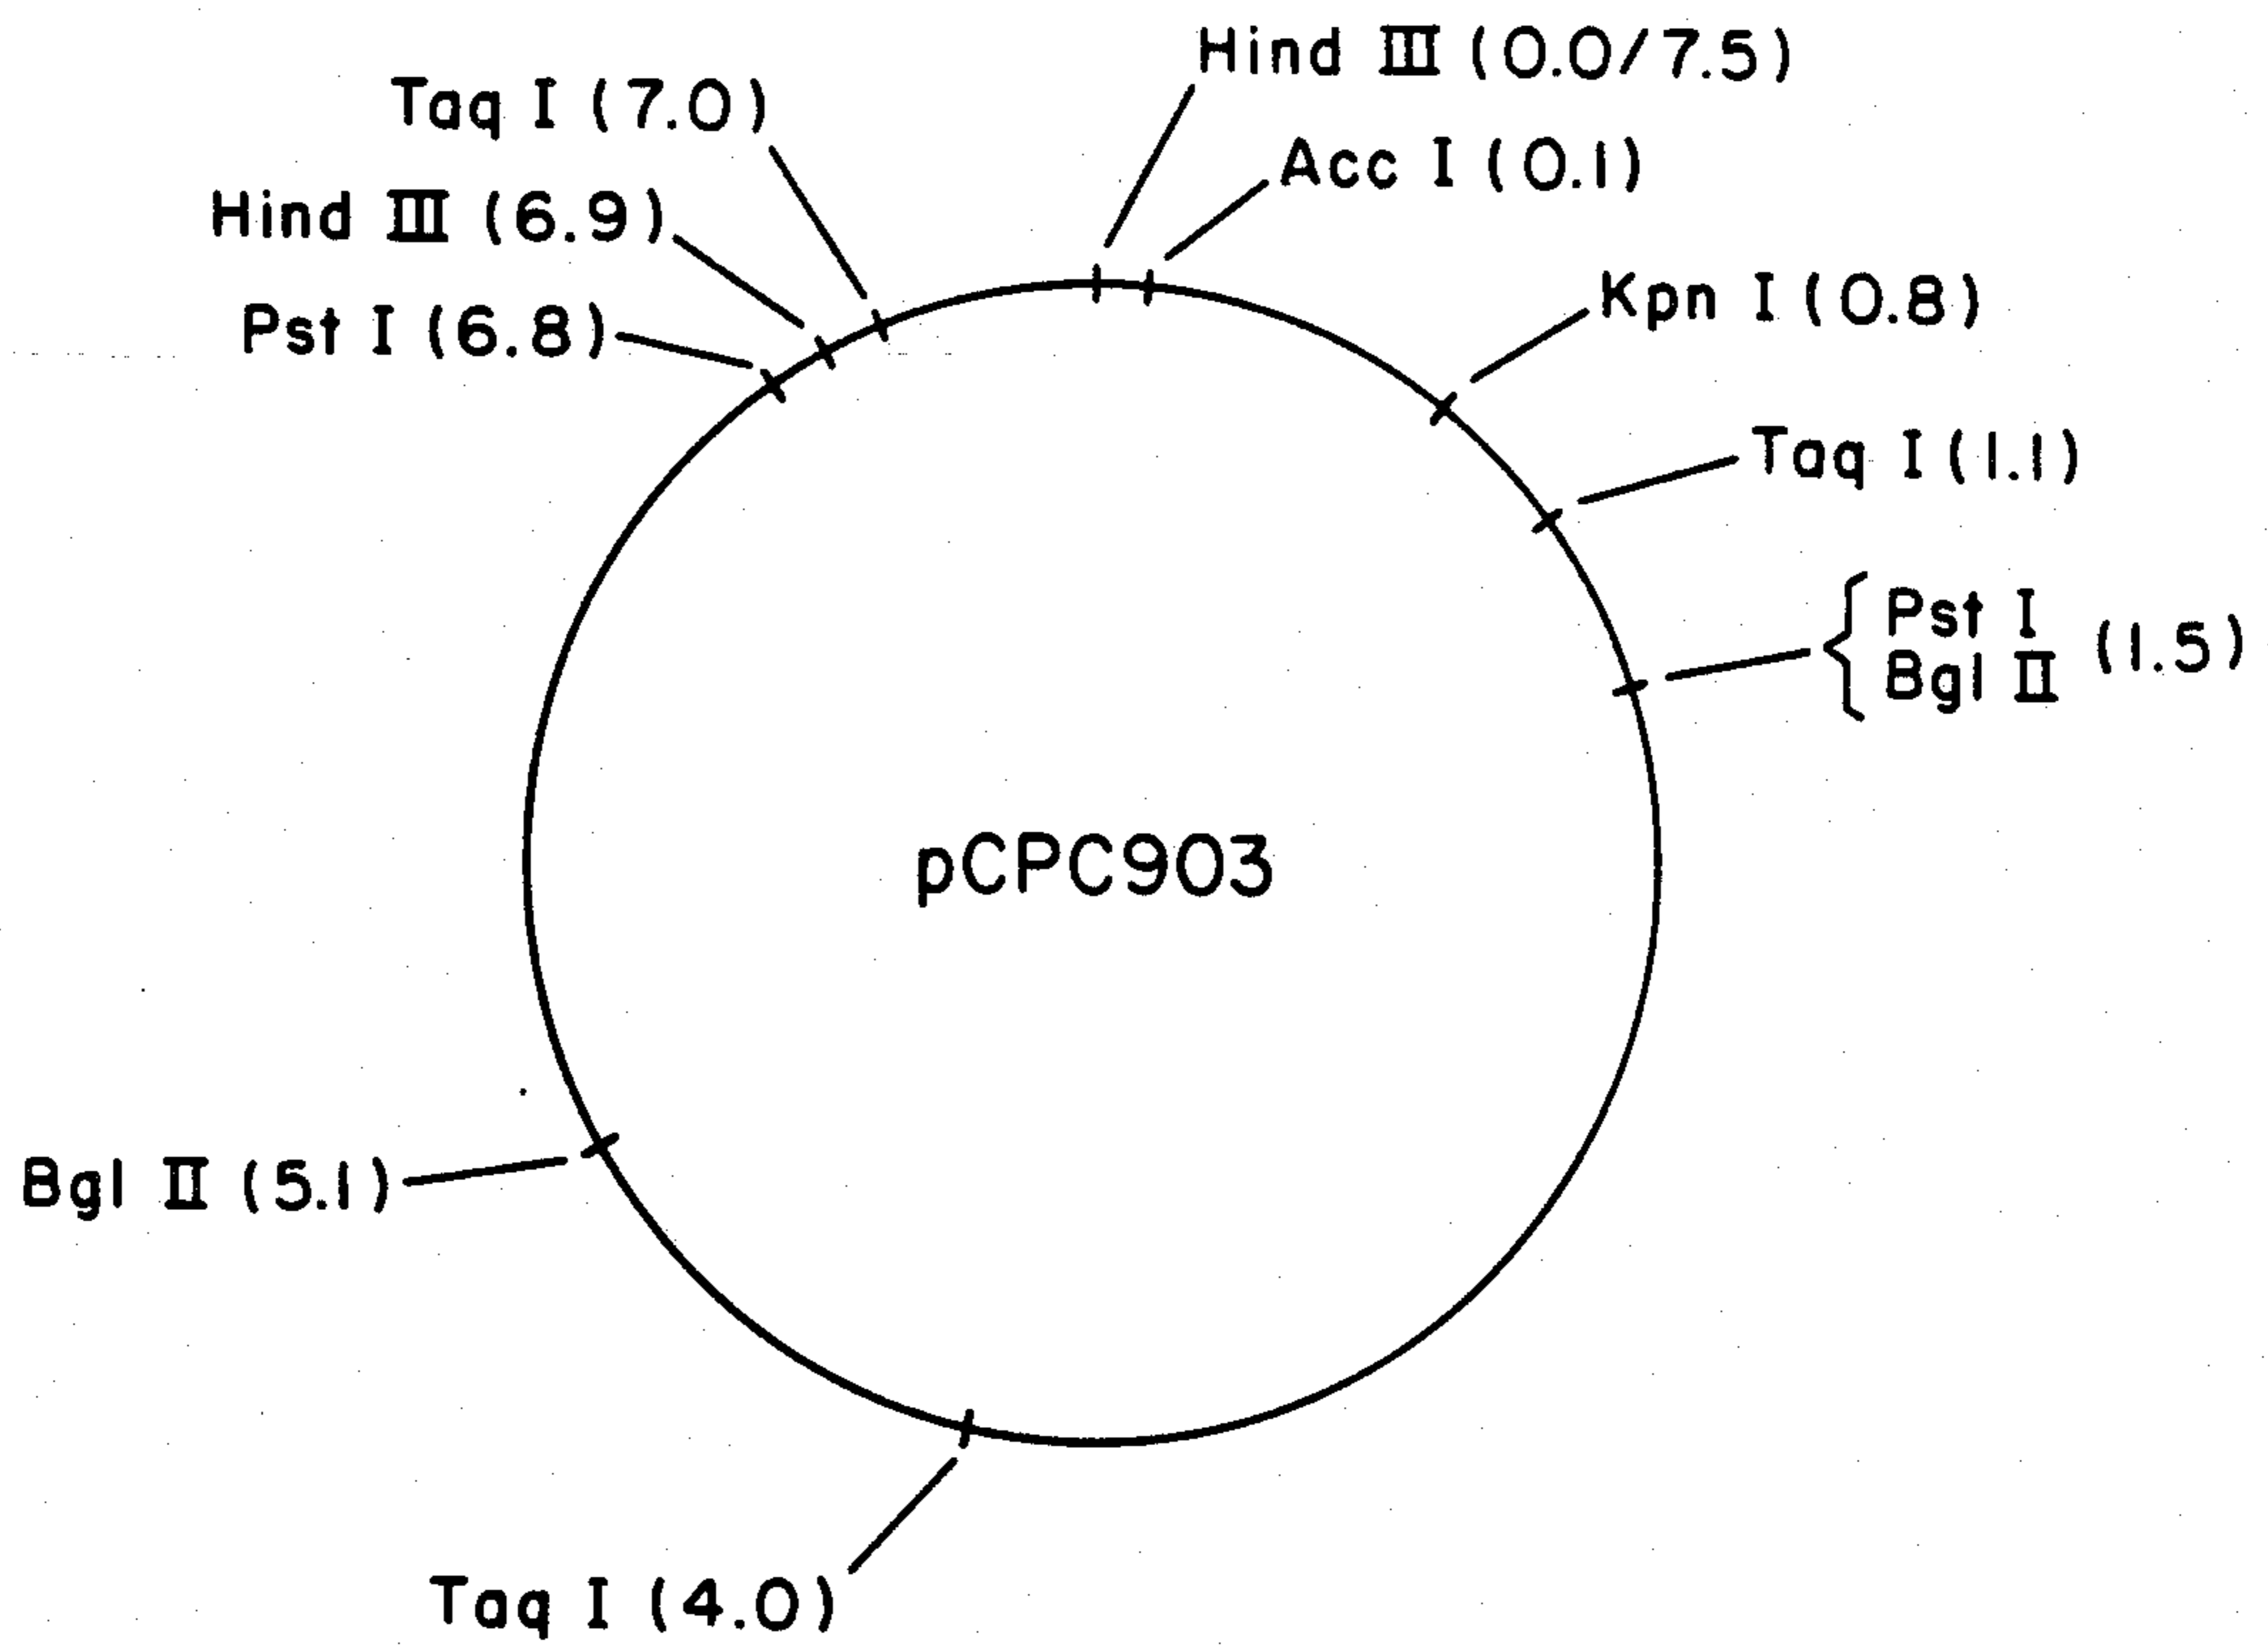 Hind III (0.0/7.5)
Acc I (0.1)
Kpn I (0.8)
Taq I (1.1)
Pst I
Bgl II (1.5)
Taq I (4.0)
Bgl II (5.1)
Pst I (6.8)
Hind III (6.9)
Taq I (7.0)
pCPC903